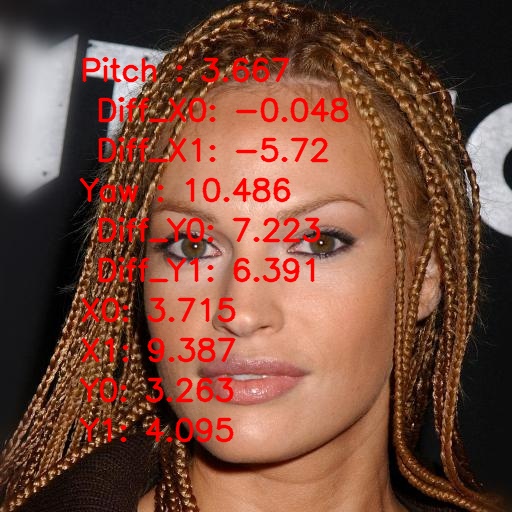 Pitch : 3.667
Diff_X0: -0.048
Diff_X1: -5.72
Yaw : 10.486
Diff_Y0: 7.223
Diff_Y1: 6.391
X0: 3.715
X1: 9.387
Y0: 3.263
Y1: 4.095